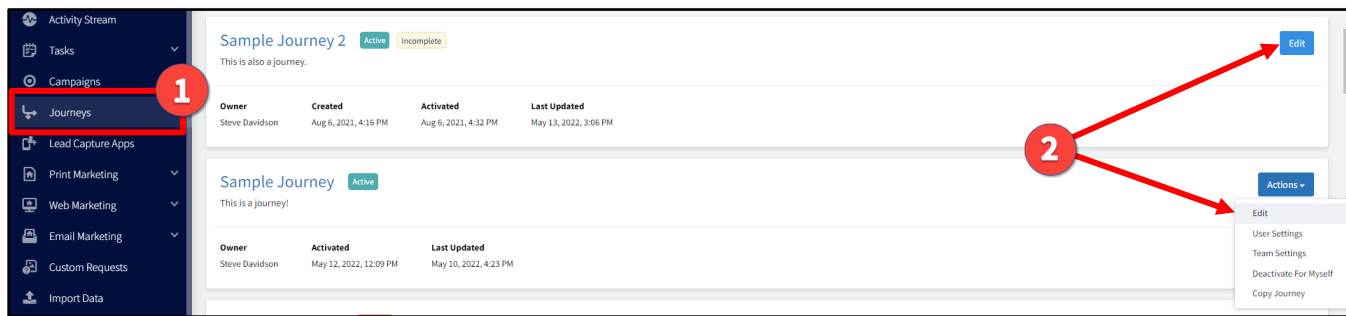 Activity Stream
Tasks
Campaigns
1
Journeys
Lead Capture Apps
Print Marketing
Web Marketing
Email Marketing
Custom Requests
Import Data
Sample Journey 2 Active Incomplete
Edit
This is also a journey.
Owner Created Activated Last Updated
Steve Davidson Aug 6, 2021, 4:16 PM Aug 6, 2021, 4:32 PM May 13, 2022, 3:06 PM
2
Sample Journey Active
Actions
This is a journey!
Owner Activated Last Updated
Steve Davidson May 12, 2022, 12:09 PM May 10, 2022, 4:23 PM
Edit
User Settings
Team Settings
Deactivate For Myself
Copy Journey